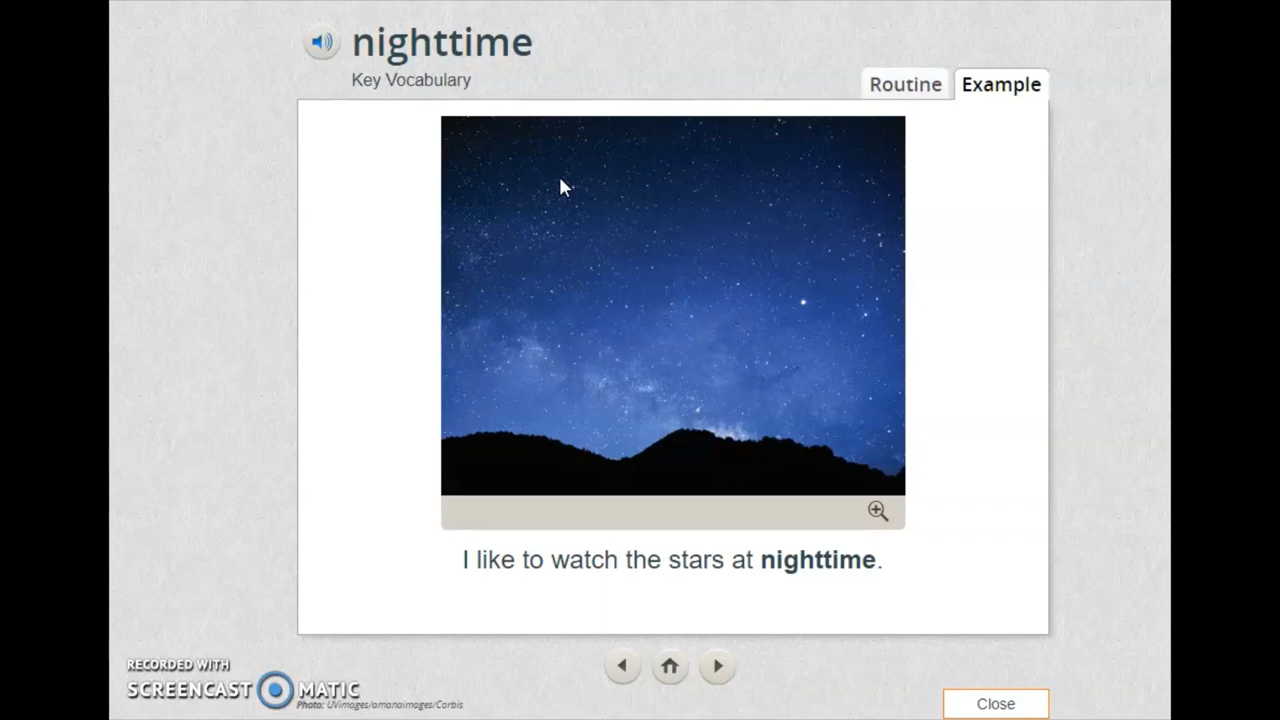 nighttime
Key Vocabulary
Routine
Example
I like to watch the stars at nighttime.
RECORDED WITH
SCREENCAST MATIC
Photo: UVimages/amanaimages/Corbis
Close